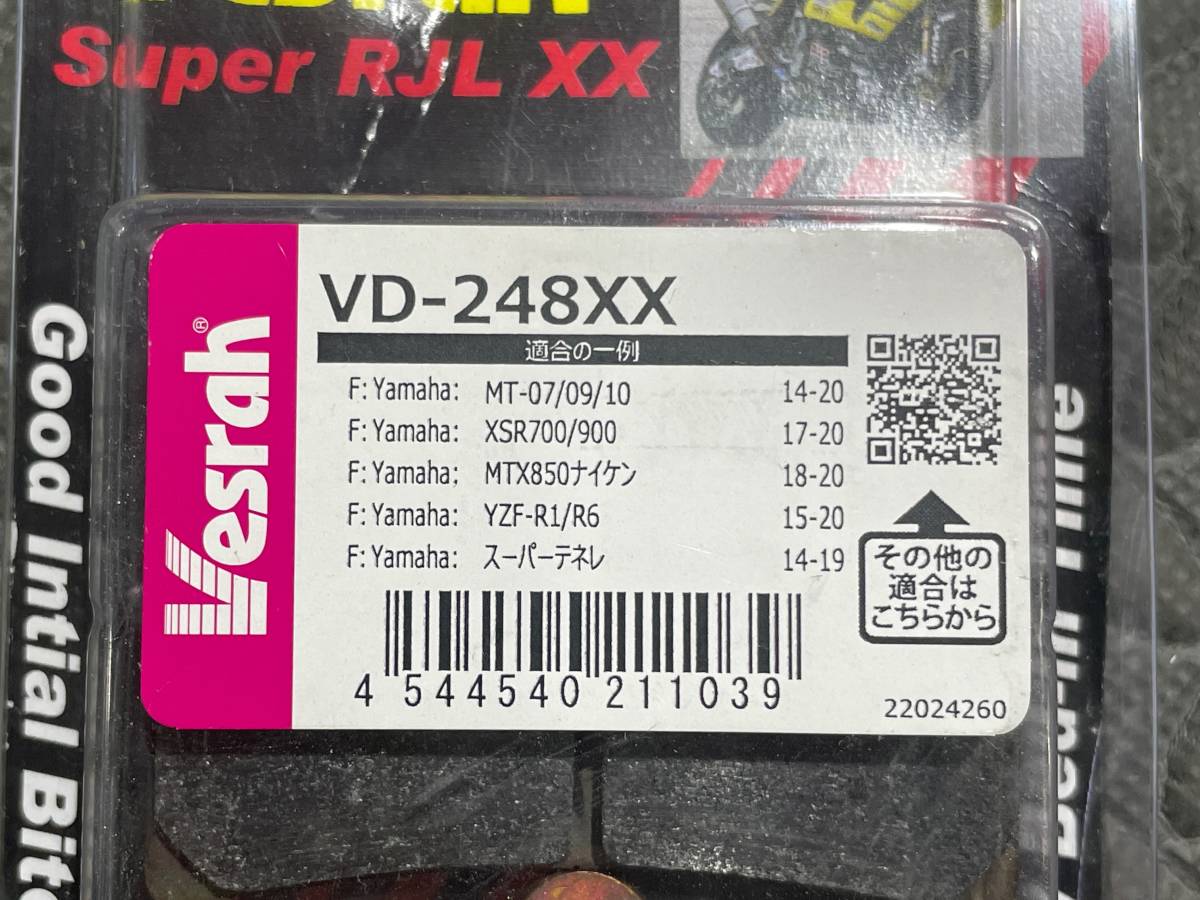 Super RJL XX
Vesrah®
VD-248XX
適合の一例
F: Yamaha: MT-07/09/10 14-20
F: Yamaha: XSR700/900 17-20
F: Yamaha; MTX850ナイケン 18-20
F: Yamaha: YZF-R1/R6 15-20
F: Yamaha: スーパーテネレ 14-19
その他の
適合は
こちらから
4 544540 211039
22024260
Good Intial Bite